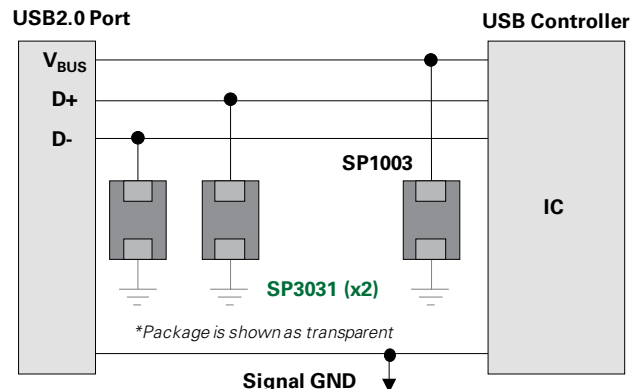 USB2.0 Port
USB Controller
VBUS
D+
D-
SP1003
IC
SP3031 (x2)
*Package is shown as transparent
Signal GND